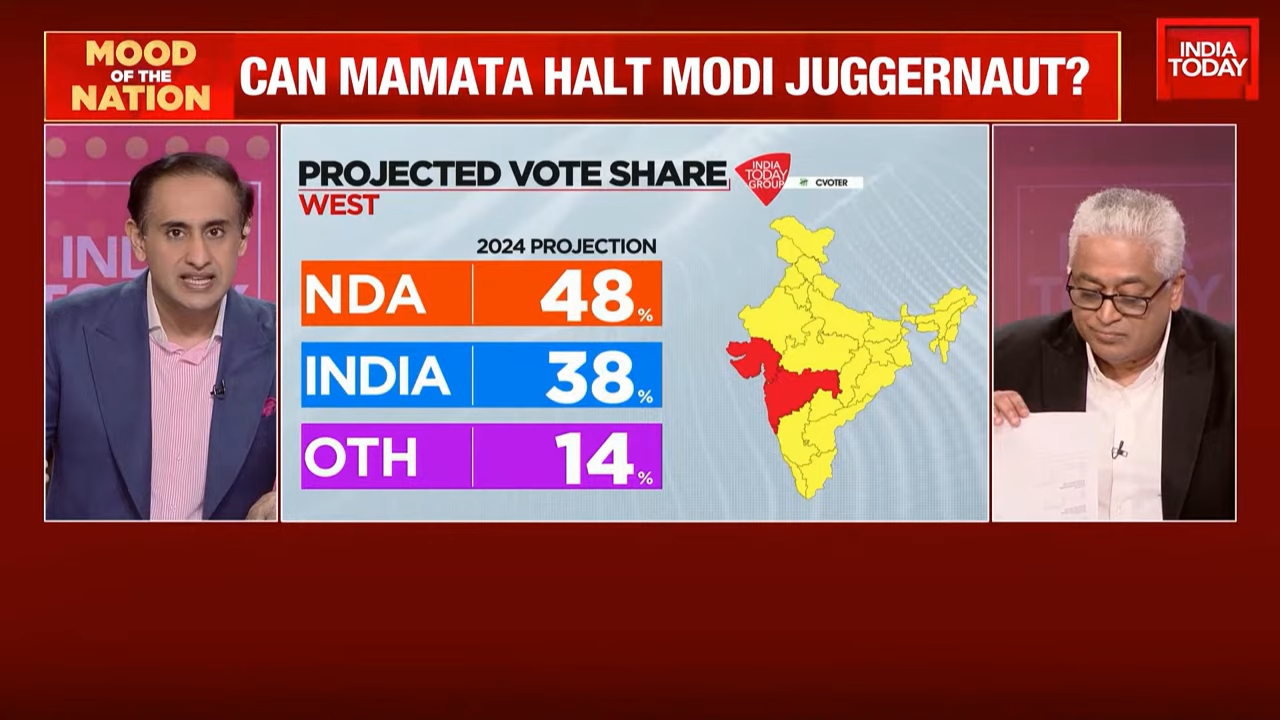 MOOD
OF THE
NATION
CAN MAMATA HALT MODI JUGGERNAUT?
INDIA
TODAY
PROJECTED VOTE SHARE
INDIA
TODAY
GROUP
CVOTER
WEST
2024 PROJECTION
NDA 48%
INDIA 38%
OTH 14%